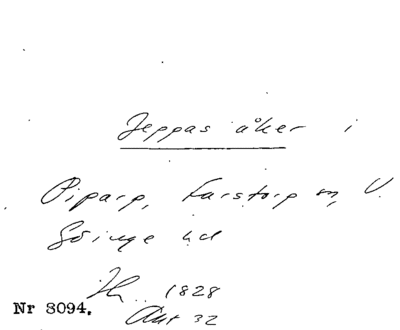 Jeppas åker i
Piparp, Farstorp sn, V.
Göinge hd
1828
Akt 32
Nr 8094.